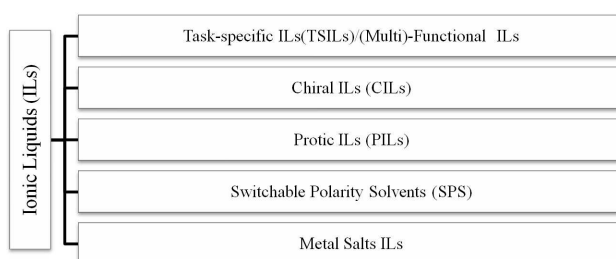 Ionic Liquids (ILs)
Task-specific ILs(TSILs)/(Multi)-Functional ILs
Chiral ILs (CILs)
Protic ILs (PILs)
Switchable Polarity Solvents (SPS)
Metal Salts ILs